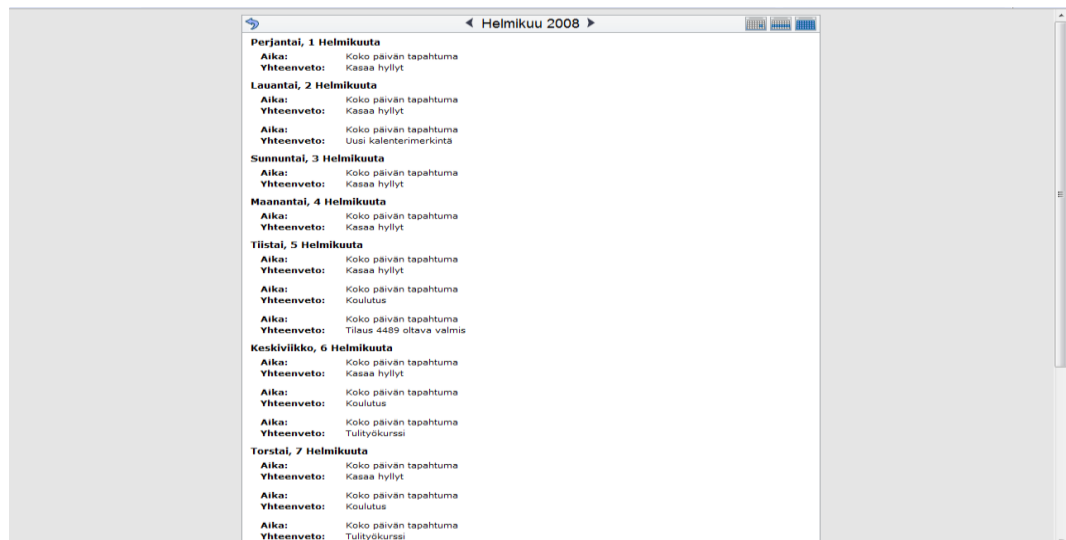 Helmikuu 2008
Perjantai, 1 Helmikuuta
Aika: Koko päivän tapahtuma
Yhteenveto: Kasaa hyllyt
Lauantai, 2 Helmikuuta
Aika: Koko päivän tapahtuma
Yhteenveto: Kasaa hyllyt
Aika: Koko päivän tapahtuma
Yhteenveto: Uusi kalenterimerkintä
Sunnuntai, 3 Helmikuuta
Aika: Koko päivän tapahtuma
Yhteenveto: Kasaa hyllyt
Maanantai, 4 Helmikuuta
Aika: Koko päivän tapahtuma
Yhteenveto: Kasaa hyllyt
Tiistai, 5 Helmikuuta
Aika: Koko päivän tapahtuma
Yhteenveto: Kasaa hyllyt
Aika: Koko päivän tapahtuma
Yhteenveto: Koulutus
Aika: Koko päivän tapahtuma
Yhteenveto: Tilaus 4489 oltava valmis
Keskiviikko, 6 Helmikuuta
Aika: Koko päivän tapahtuma
Yhteenveto: Kasaa hyllyt
Aika: Koko päivän tapahtuma
Yhteenveto: Koulutus
Aika: Koko päivän tapahtuma
Yhteenveto: Tulityökurssi
Torstai, 7 Helmikuuta
Aika: Koko päivän tapahtuma
Yhteenveto: Kasaa hyllyt
Aika: Koko päivän tapahtuma
Yhteenveto: Koulutus
Aika: Koko päivän tapahtuma
Yhteenveto: Tulityökurssi